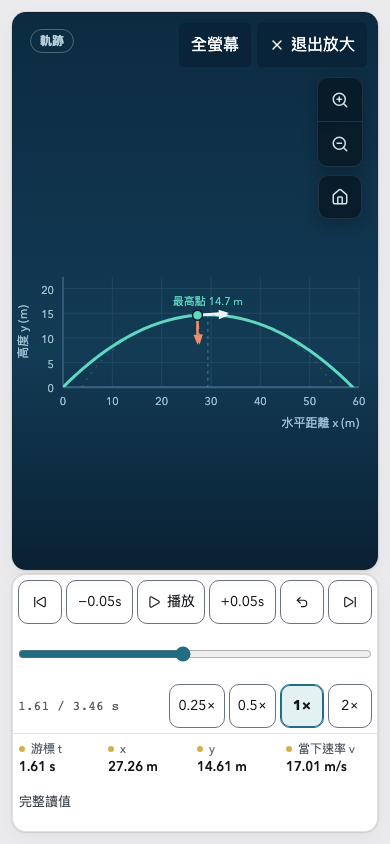 軌跡
全螢幕
× 退出放大
最高點 14.7 m
高度 y (m)
20
15
10
5
0
0 10 20 30 40 50 60
水平距離 x (m)
−0.05s
播放
+0.05s
1.61 / 3.46 s
0.25×
0.5×
1×
2×
游標 t
x
y
當下速率 v
1.61 s
27.26 m
14.61 m
17.01 m/s
完整讀值